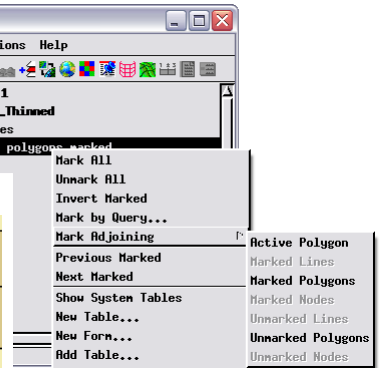 ions Help
1
_Thinned
es
polygons marked
Mark All
Unmark All
Invert Marked
Mark by Query...
Mark Adjoining
Previous Marked
Next Marked
Show System Tables
New Table...
New Form...
Add Table...
Active Polygon
Marked Lines
Marked Polygons
Marked Nodes
Unmarked Lines
Unmarked Polygons
Unmarked Nodes